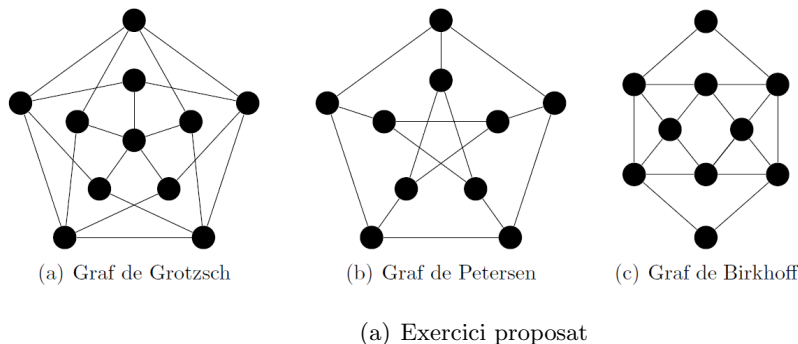 (a) Graf de Grotzsch
(b) Graf de Petersen
(c) Graf de Birkhoff
(a) Exercici proposat